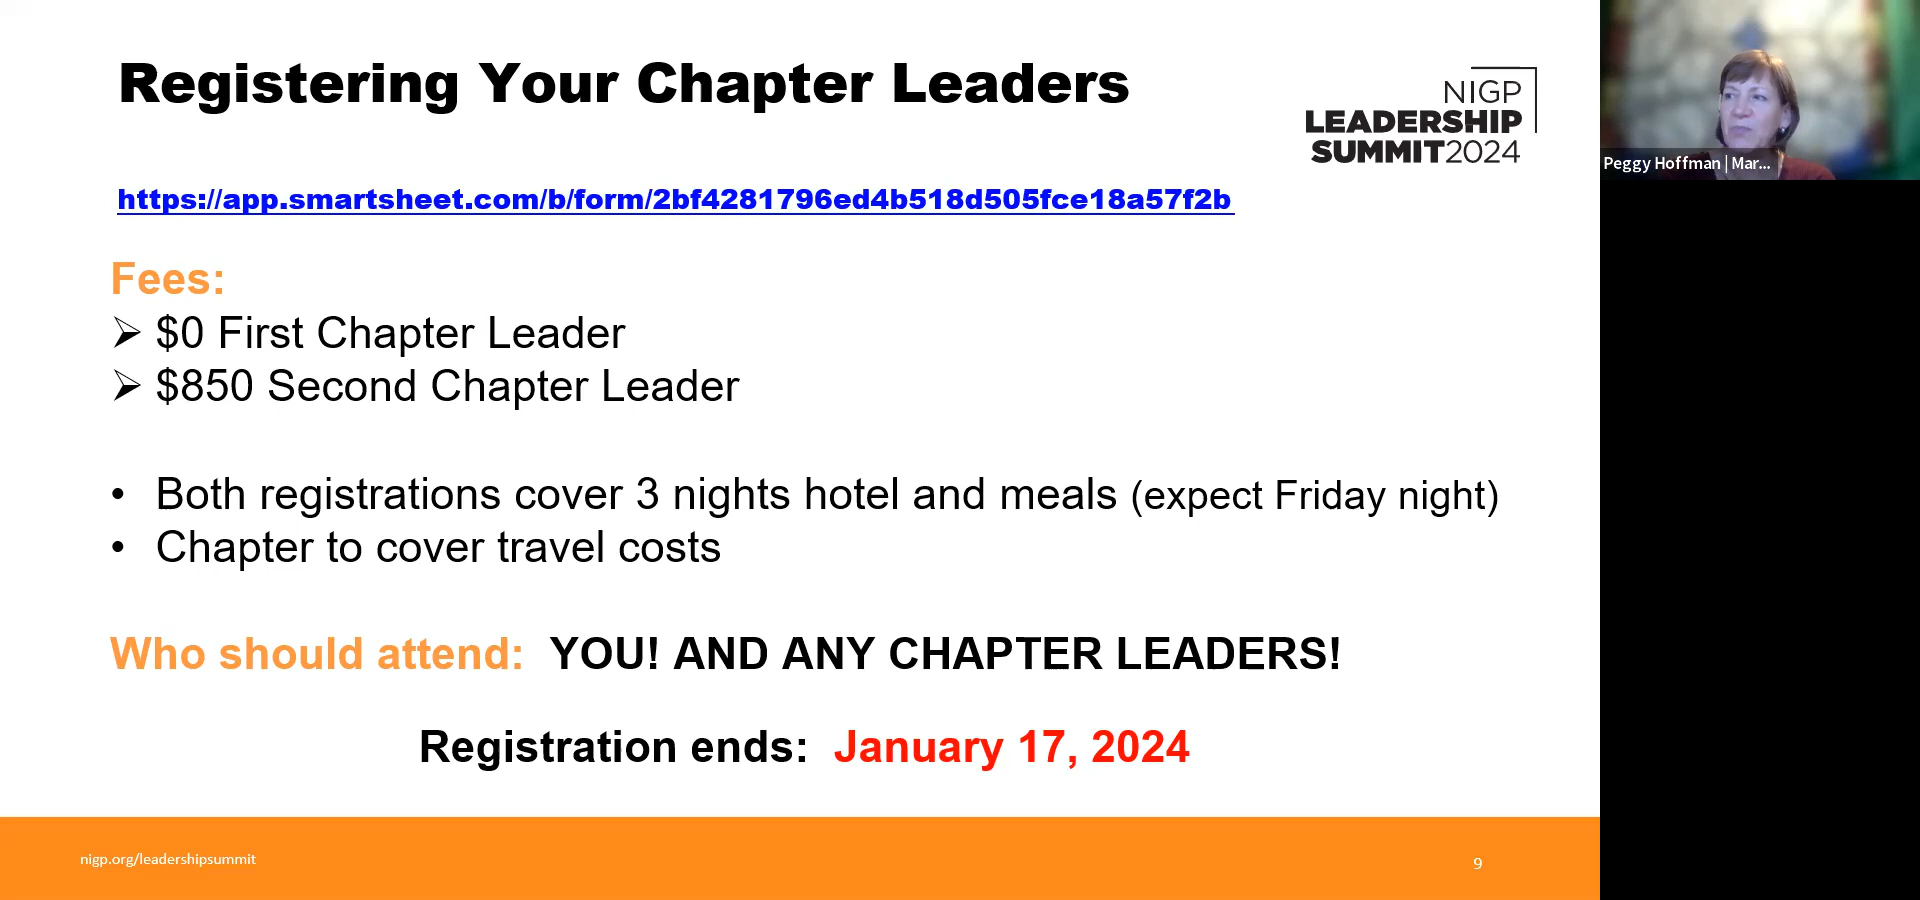 Registering Your Chapter Leaders
NIGP
LEADERSHIP
SUMMIT2024
Peggy Hoffman | Mar...
https://app.smartsheet.com/b/form/2bf4281796ed4b518d505fce18a57f2b
Fees:
➢ $0 First Chapter Leader
➢ $850 Second Chapter Leader
• Both registrations cover 3 nights hotel and meals (expect Friday night)
• Chapter to cover travel costs
Who should attend: YOU! AND ANY CHAPTER LEADERS!
Registration ends: January 17, 2024
nigp.org/leadershipsummit
9